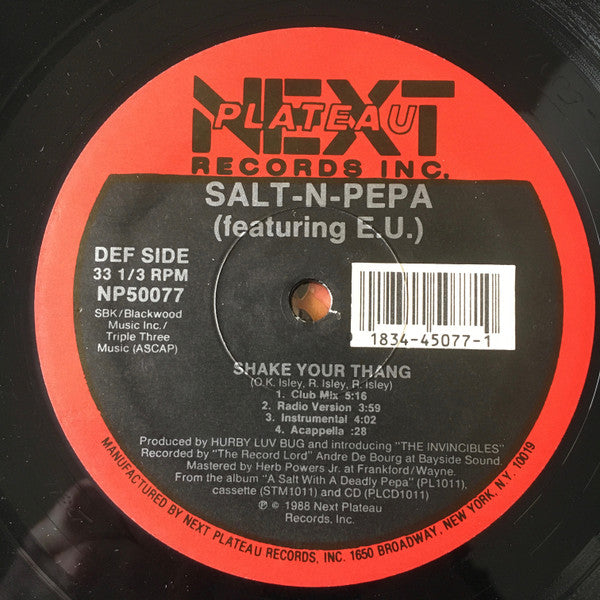 NEXT
PLATEAU
RECORDS INC.
SALT-N-PEPA
(featuring E.U.)
DEF SIDE
33 1/3 RPM
NP50077
SBK/Blackwood
Music Inc./
Triple Three
Music (ASCAP)
1834-45077-1
SHAKE YOUR THANG
(O.K. Isley, R. Isley, R. isley)
1. Club Mix 5:16
2. Radio Version 3:59
3. Instrumental 4:02
4. Acappella :28
Produced by HURBY LUV BUG and introducing "THE INVINCIBLES"
Recorded by "The Record Lord" Andre De Bourg at Bayside Sound.
Mastered by Herb Powers Jr. at Frankford/Wayne.
From the album "A Salt With A Deadly Pepa" (PL1011),
cassette (STM1011) and CD (PLCD1011)
℗ © 1988 Next Plateau
Records, Inc.
MANUFACTURED BY NEXT PLATEAU RECORDS, INC. 1650 BROADWAY, NEW YORK, N.Y. 10019